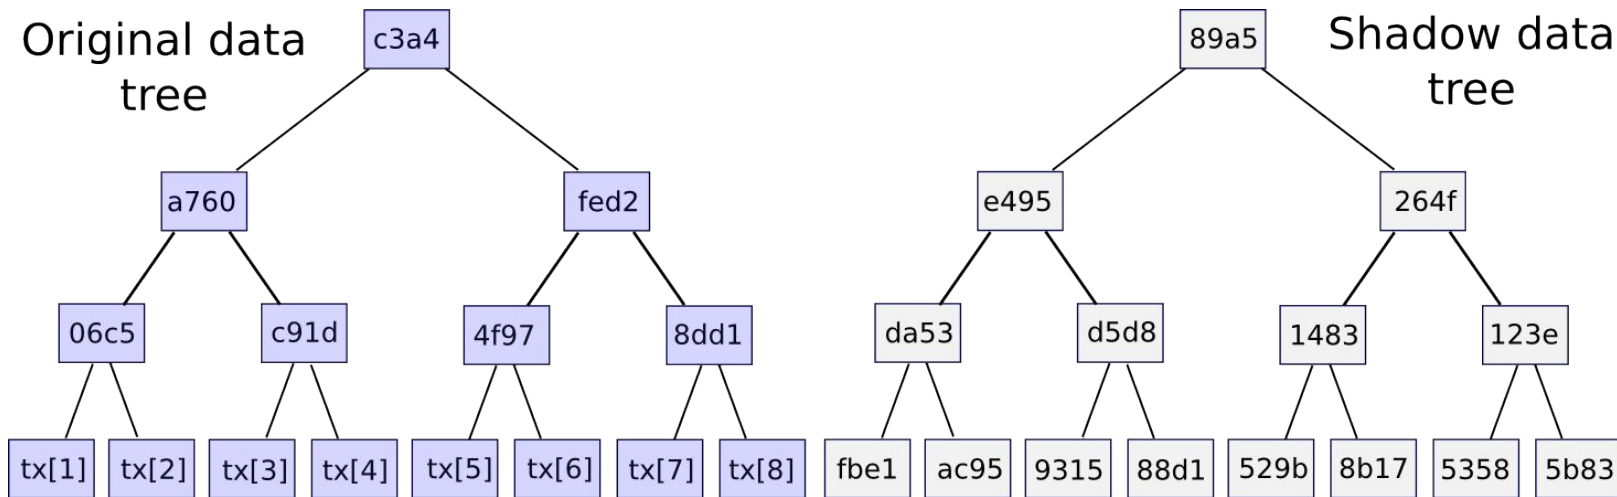 Original data
tree
c3a4
89a5
Shadow data
tree
a760
fed2
e495
264f
06c5
c91d
4f97
8dd1
da53
d5d8
1483
123e
tx[1]
tx[2]
tx[3]
tx[4]
tx[5]
tx[6]
tx[7]
tx[8]
fbe1
ac95
9315
88d1
529b
8b17
5358
5b83